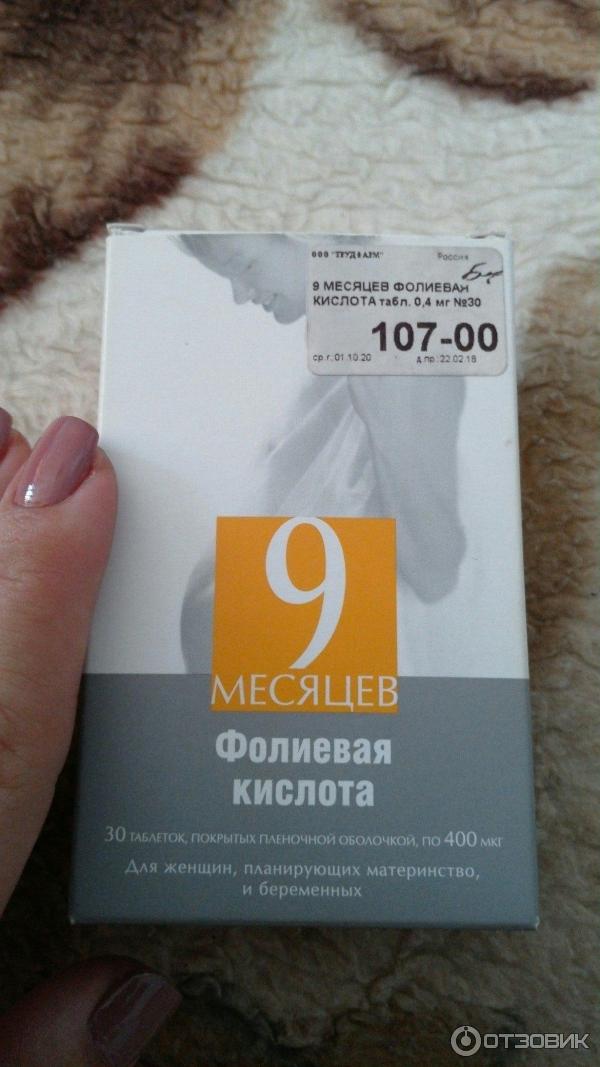 ООО "ТРУДФАРМ" Россия
9 МЕСЯЦЕВ ФОЛИЕВАЯ
КИСЛОТА табл. 0,4 мг №30
107-00
ср.г.:01.10.20 д.пр.:22.02.18
9
МЕСЯЦЕВ
Фолиевая
кислота
30 ТАБЛЕТОК, ПОКРЫТЫХ ПЛЕНОЧНОЙ ОБОЛОЧКОЙ, ПО 400 МКГ
Для женщин, планирующих материнство,
и беременных
ОТЗОВИК